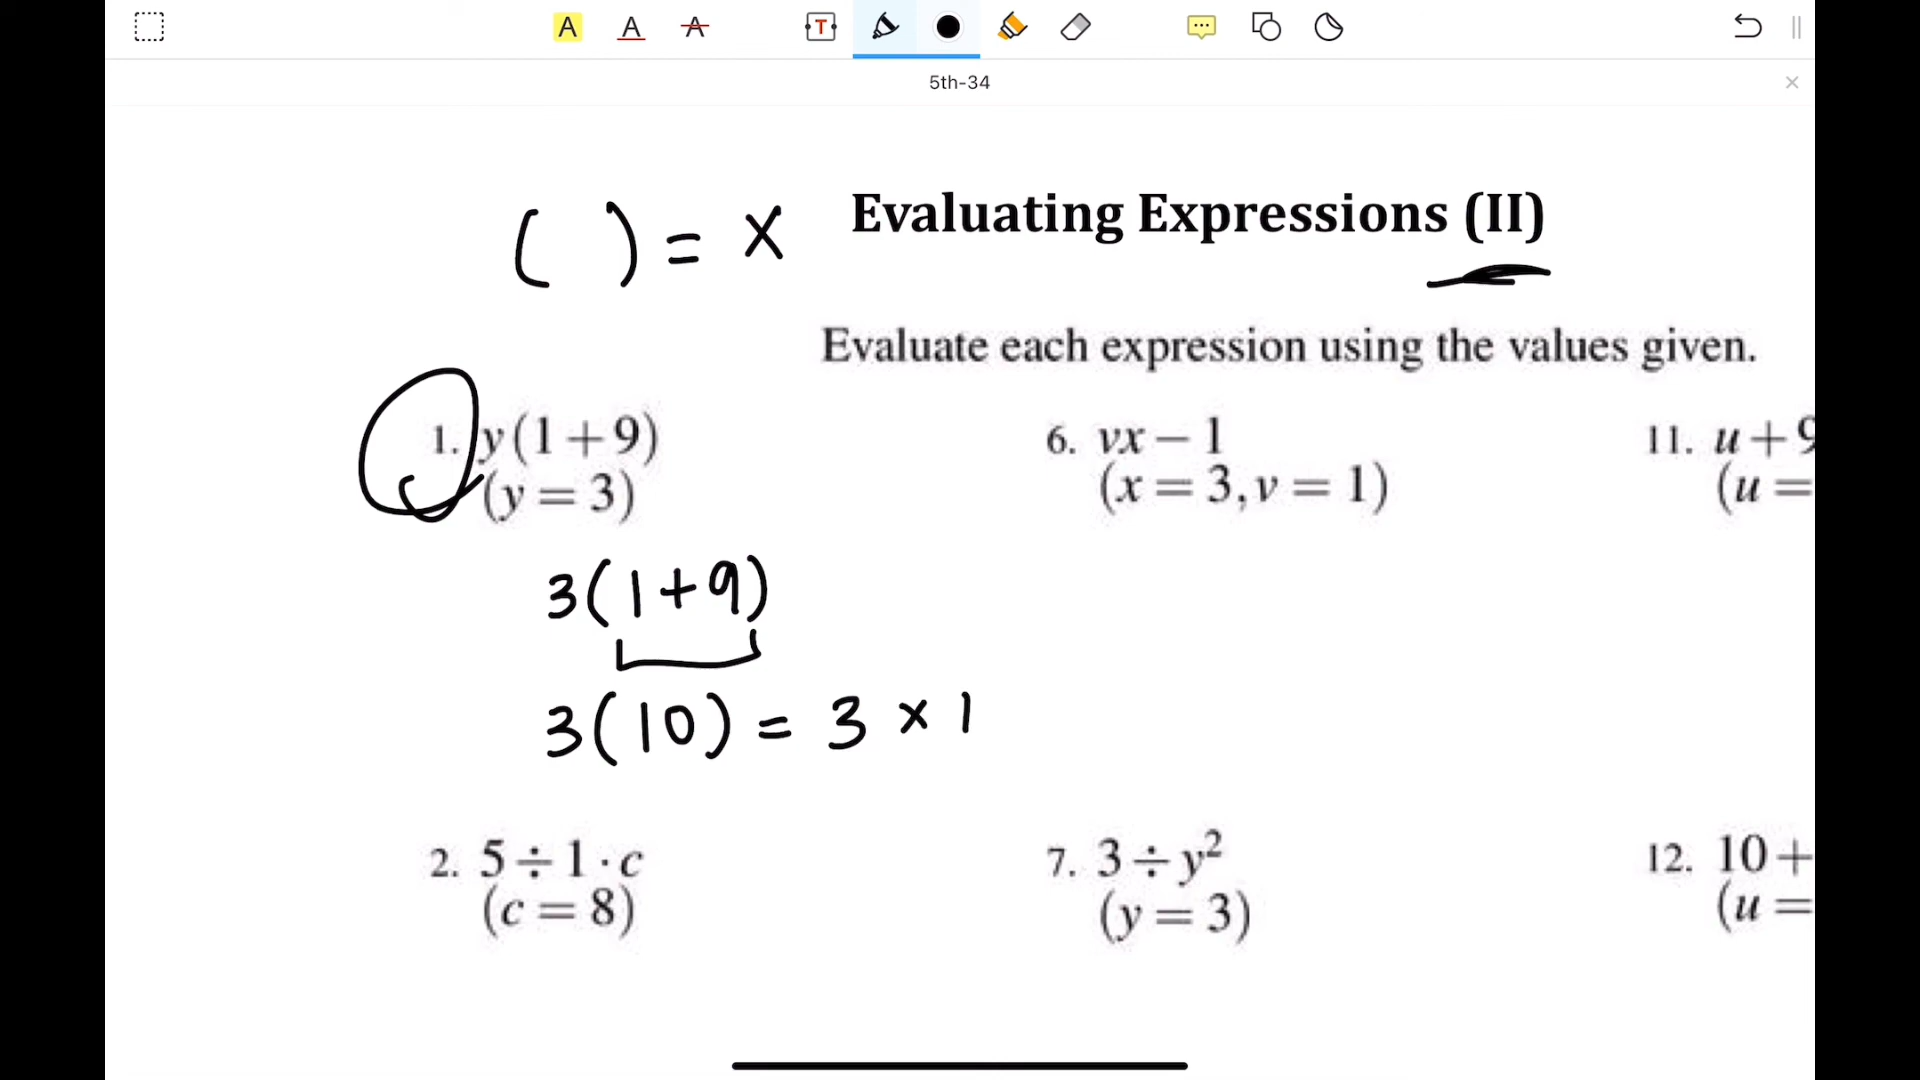 A A A T
5th-34
( ) = x
Evaluating Expressions (II)
Evaluate each expression using the values given.
1. y(1+9)
(y = 3)
3(1+9)
3(10) = 3 × 1
6. vx − 1
(x = 3, v = 1)
11. u+9
(u =
2. 5 ÷ 1 · c
(c = 8)
7. 3 ÷ y²
(y = 3)
12. 10+
(u =